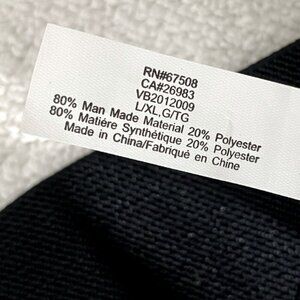 RN#67508
CA#26983
VB2012009
L/XL,G/TG
80% Man Made Material 20% Polyester
80% Matière Synthétique 20% Polyester
Made in China/Fabriqué en Chine